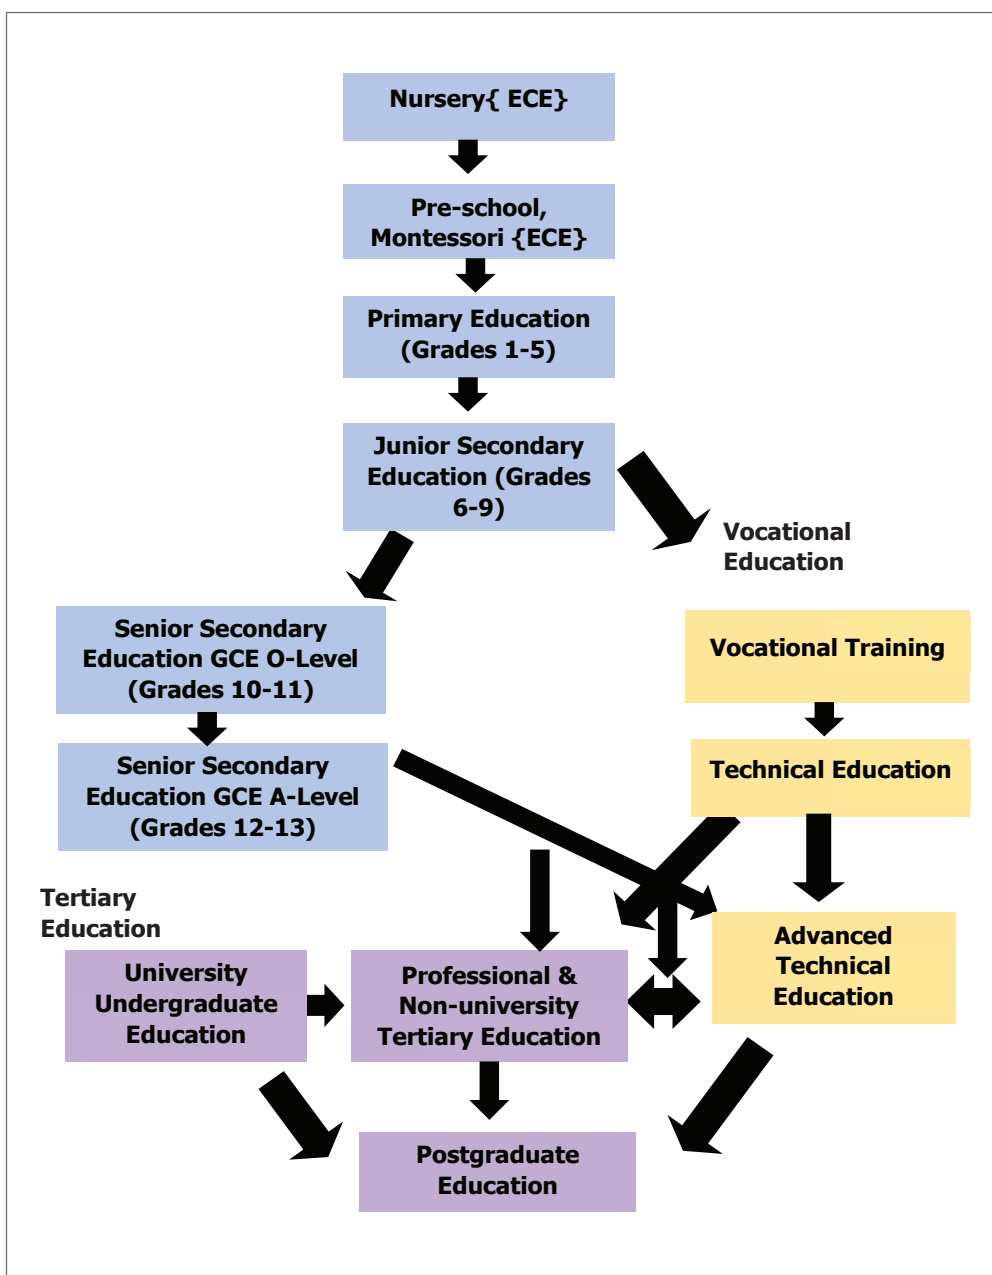 Nursery{ ECE}
Pre-school,
Montessori {ECE}
Primary Education
(Grades 1-5)
Junior Secondary
Education (Grades
6-9)
Vocational
Education
Senior Secondary
Education GCE O-Level
(Grades 10-11)
Vocational Training
Senior Secondary
Education GCE A-Level
(Grades 12-13)
Technical Education
Tertiary
Education
University
Undergraduate
Education
Professional &
Non-university
Tertiary Education
Advanced
Technical
Education
Postgraduate
Education